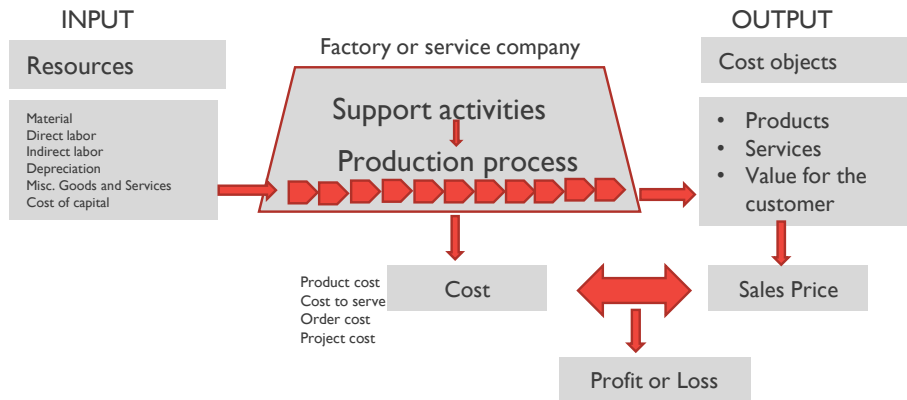 INPUT
OUTPUT
Factory or service company
Resources
Cost objects
Material
Direct labor
Indirect labor
Depreciation
Misc. Goods and Services
Cost of capital
Support activities
Production process
• Products
• Services
• Value for the
customer
Product cost
Cost to serve
Order cost
Project cost
Cost
Sales Price
Profit or Loss